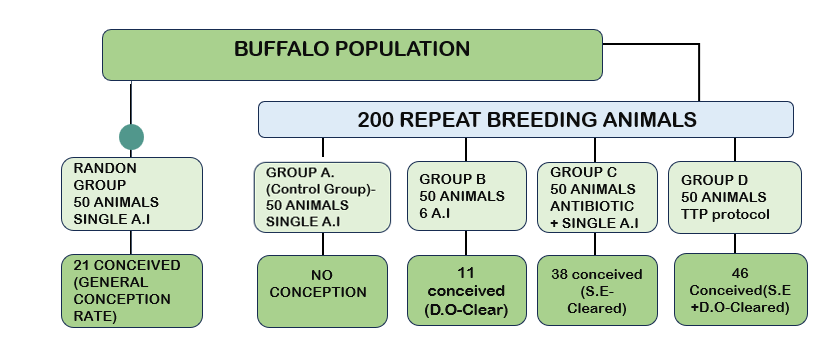 BUFFALO POPULATION
200 REPEAT BREEDING ANIMALS
RANDON
GROUP
50 ANIMALS
SINGLE A.I
GROUP A.
(Control Group)-
50 ANIMALS
SINGLE A.I
GROUP B
50 ANIMALS
6 A.I
GROUP C
50 ANIMALS
ANTIBIOTIC
+ SINGLE A.I
GROUP D
50 ANIMALS
TTP protocol
21 CONCEIVED
(GENERAL
CONCEPTION
RATE)
NO
CONCEPTION
11
conceived
(D.O-Clear)
38 conceived
(S.E-
Cleared)
46
Conceived(S.E
+D.O-Cleared)